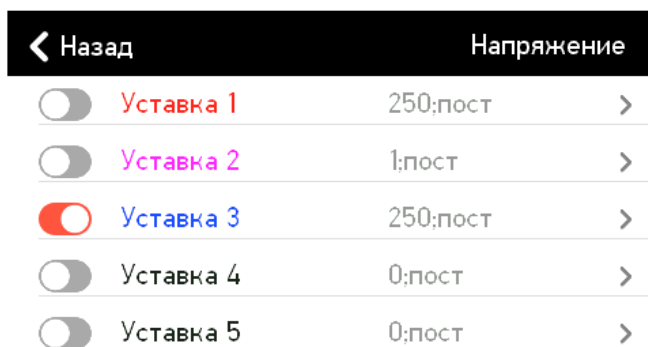 Назад Напряжение
Уставка 1 250;пост
Уставка 2 1;пост
Уставка 3 250;пост
Уставка 4 0;пост
Уставка 5 0;пост